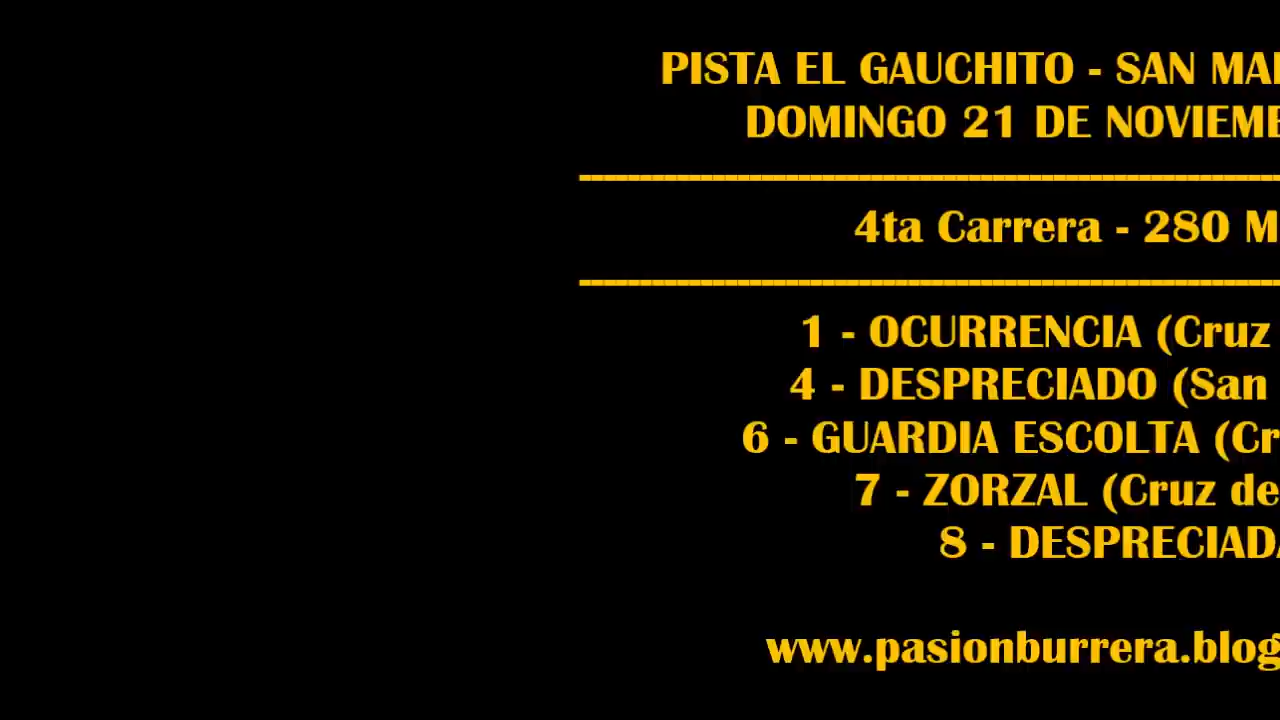 PISTA EL GAUCHITO - SAN MA
DOMINGO 21 DE NOVIEMB
4ta Carrera - 280 M
1 - OCURRENCIA (Cruz
4 - DESPRECIADO (San
6 - GUARDIA ESCOLTA (Cr
7 - ZORZAL (Cruz de
8 - DESPRECIADA
www.pasionburrera.blog